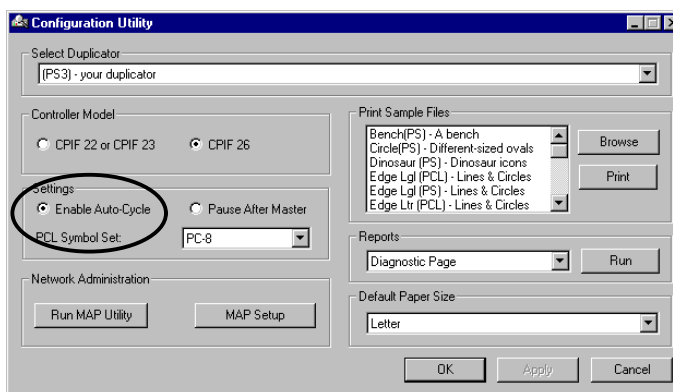 Configuration Utility
Select Duplicator
(PS3) - your duplicator
Controller Model
CPIF 22 or CPIF 23
CPIF 26
Settings
Enable Auto-Cycle
Pause After Master
PCL Symbol Set:
PC-8
Network Administration
Run MAP Utility
MAP Setup
Print Sample Files
Bench(PS) - A bench
Circle(PS) - Different-sized ovals
Dinosaur (PS) - Dinosaur icons
Edge Lgl (PCL) - Lines & Circles
Edge Lgl (PS) - Lines & Circles
Edge Ltr (PCL) - Lines & Circles
Browse
Print
Reports
Diagnostic Page
Run
Default Paper Size
Letter
OK
Apply
Cancel